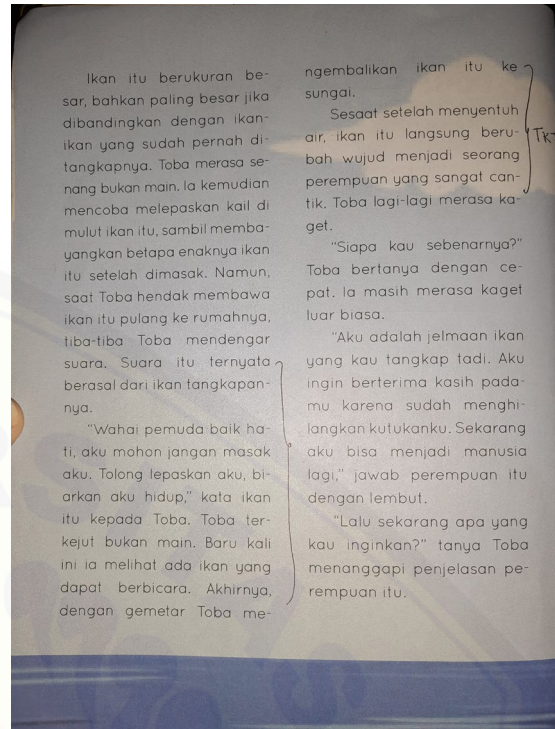 Ikan itu berukuran be-
sar, bahkan paling besar jika
dibandingkan dengan ikan-
ikan yang sudah pernah di-
tangkapnya. Toba merasa se-
nang bukan main. Ia kemudian
mencoba melepaskan kail di
mulut ikan itu, sambil memba-
yangkan betapa enaknya ikan
itu setelah dimasak. Namun,
saat Toba hendak membawa
ikan itu pulang ke rumahnya,
tiba-tiba Toba mendengar
suara. Suara itu ternyata
berasal dari ikan tangkapan-
nya.
"Wahai pemuda baik ha-
ti, aku mohon jangan masak
aku. Tolong lepaskan aku, bi-
arkan aku hidup," kata ikan
itu kepada Toba. Toba ter-
kejut bukan main. Baru kali
ini ia melihat ada ikan yang
dapat berbicara. Akhirnya,
dengan gemetar Toba me-
ngembalikan ikan itu ke
sungai.
Sesaat setelah menyentuh
air, ikan itu langsung beru-
bah wujud menjadi seorang
perempuan yang sangat can-
tik. Toba lagi-lagi merasa ka-
get.
"Siapa kau sebenarnya?"
Toba bertanya dengan ce-
pat. Ia masih merasa kaget
luar biasa.
"Aku adalah jelmaan ikan
yang kau tangkap tadi. Aku
ingin berterima kasih pada-
mu karena sudah menghi-
langkan kutukanku. Sekarang
aku bisa menjadi manusia
lagi," jawab perempuan itu
dengan lembut.
"Lalu sekarang apa yang
kau inginkan?" tanya Toba
menanggapi penjelasan pe-
rempuan itu.